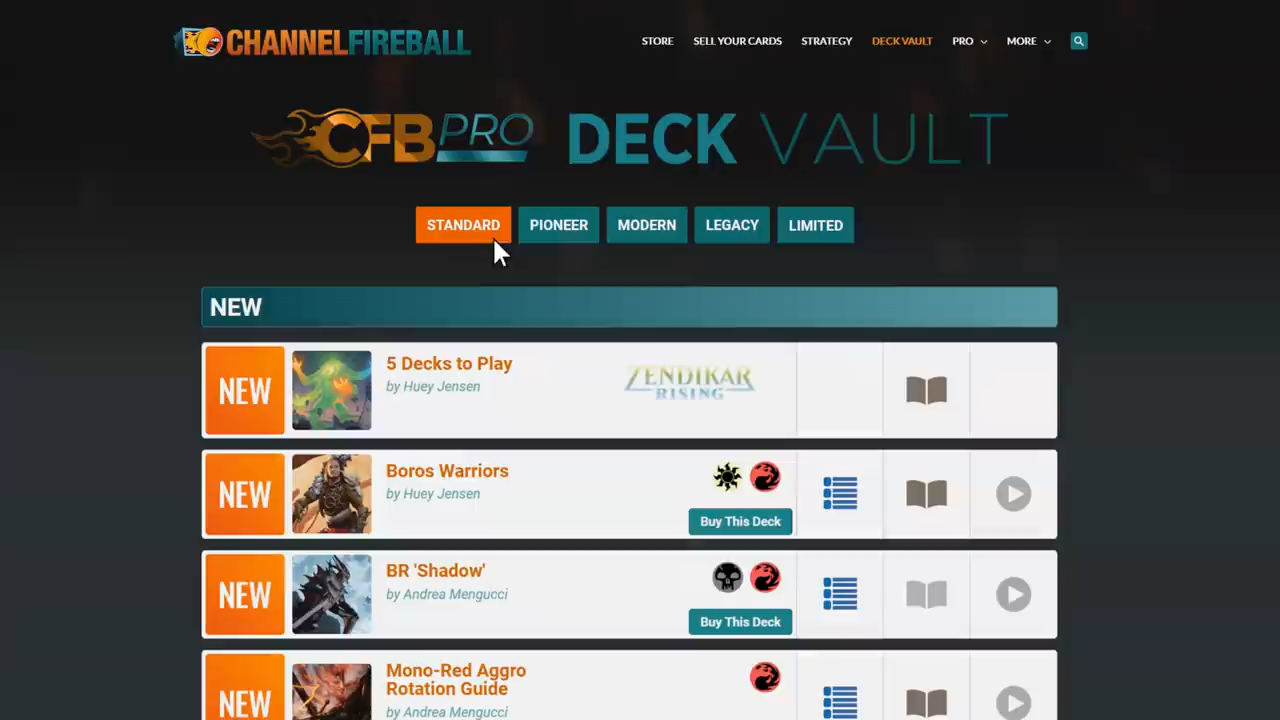 CHANNELFIREBALL
STORE SELL YOUR CARDS STRATEGY DECK VAULT PRO MORE
CFB PRO DECK VAULT
STANDARD PIONEER MODERN LEGACY LIMITED
NEW
NEW
5 Decks to Play
by Huey Jensen
ZENDIKAR
RISING
NEW
Boros Warriors
by Huey Jensen
Buy This Deck
NEW
BR 'Shadow'
by Andrea Mengucci
Buy This Deck
NEW
Mono-Red Aggro
Rotation Guide
by Andrea Mengucci